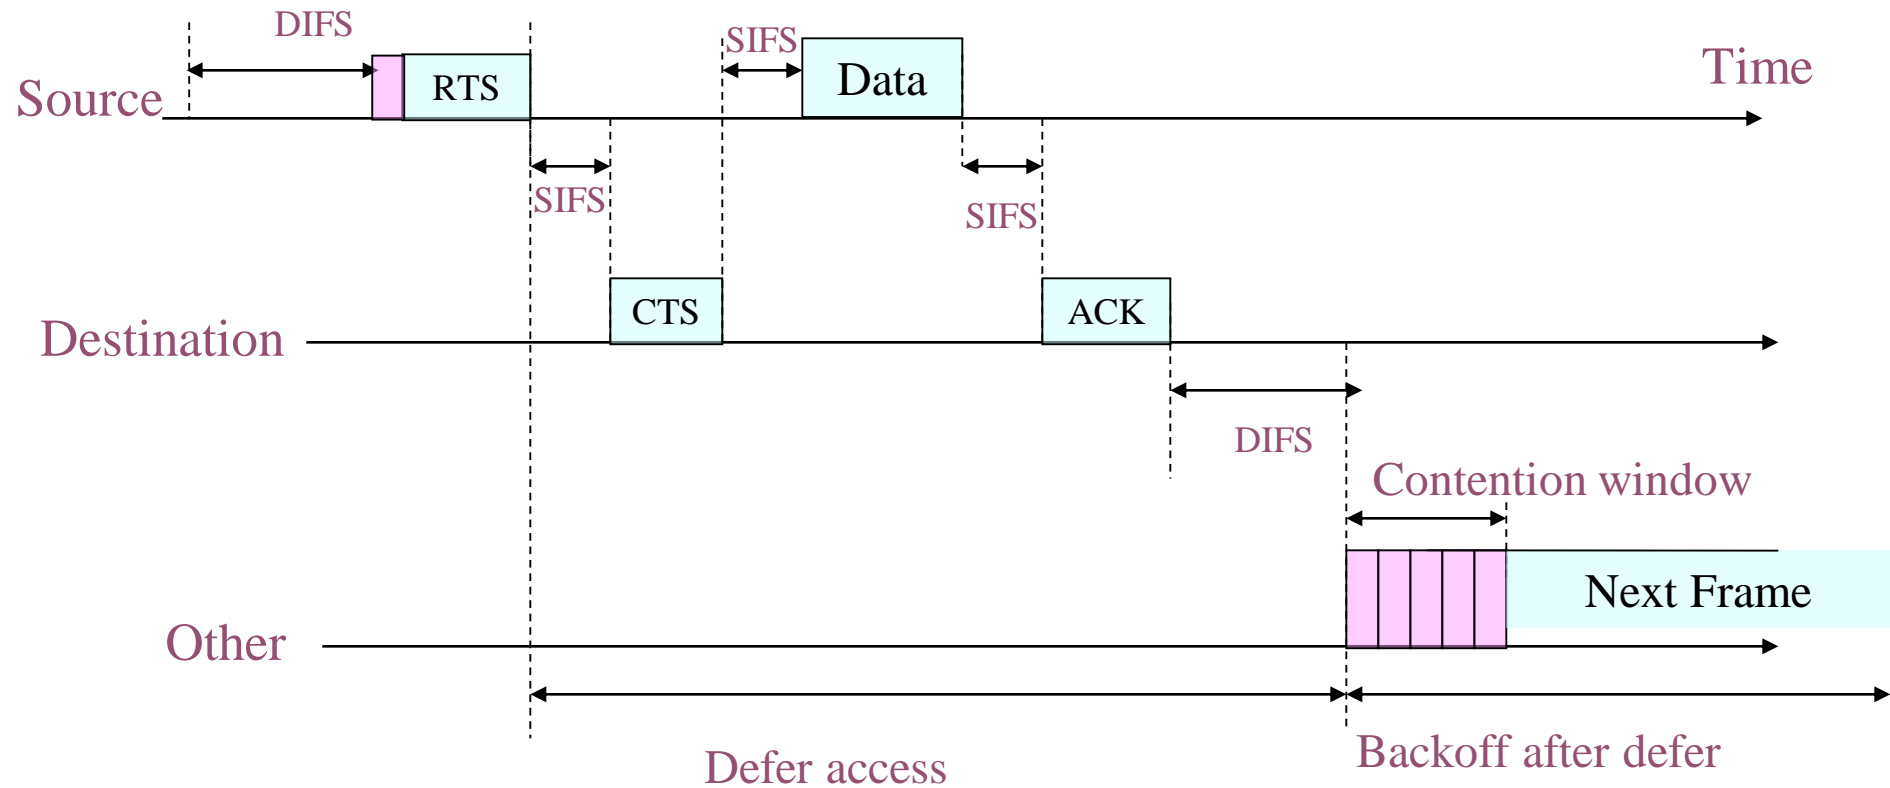 DIFS
SIFS
Time
Source
RTS
Data
SIFS
SIFS
CTS
ACK
Destination
DIFS
Contention window
Next Frame
Other
Defer access
Backoff after defer